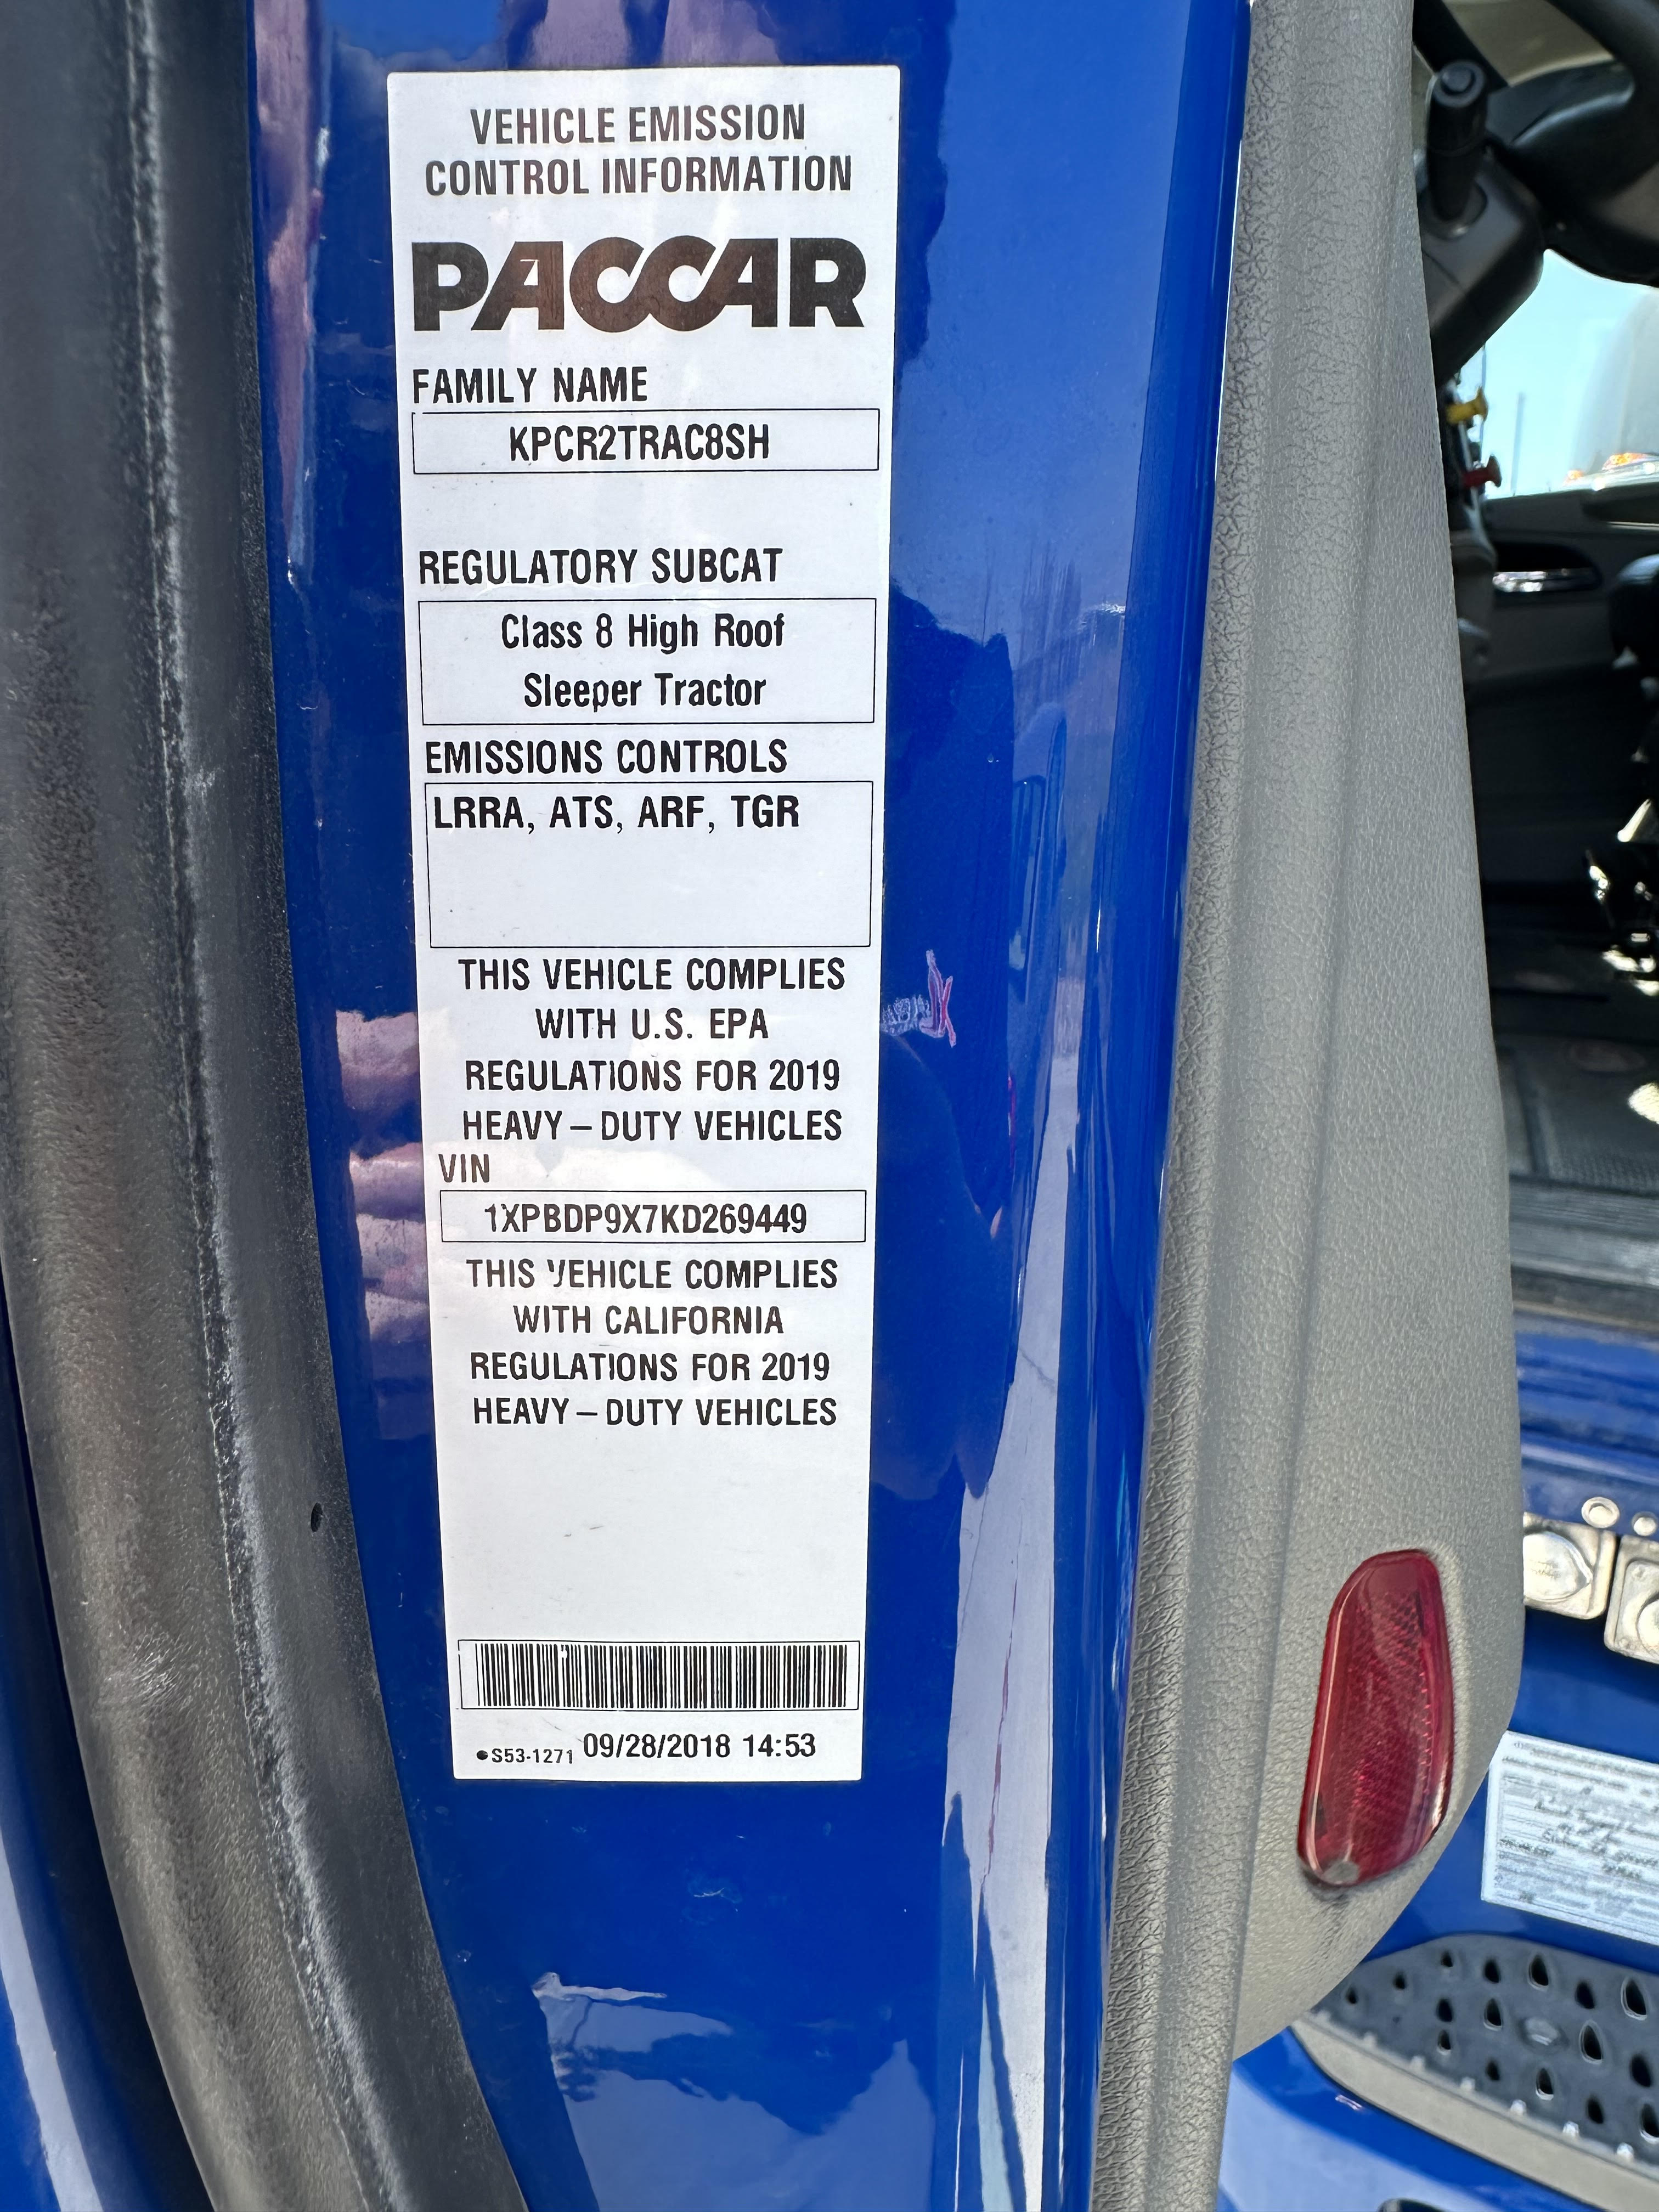 VEHICLE EMISSION
CONTROL INFORMATION
PACCAR
FAMILY NAME
KPCR2TRAC8SH
REGULATORY SUBCAT
Class 8 High Roof
Sleeper Tractor
EMISSIONS CONTROLS
LRRA, ATS, ARF, TGR
THIS VEHICLE COMPLIES
WITH U.S. EPA
REGULATIONS FOR 2019
HEAVY–DUTY VEHICLES
VIN
1XPBDP9X7KD269449
THIS VEHICLE COMPLIES
WITH CALIFORNIA
REGULATIONS FOR 2019
HEAVY–DUTY VEHICLES
●S53-1271 09/28/2018 14:53